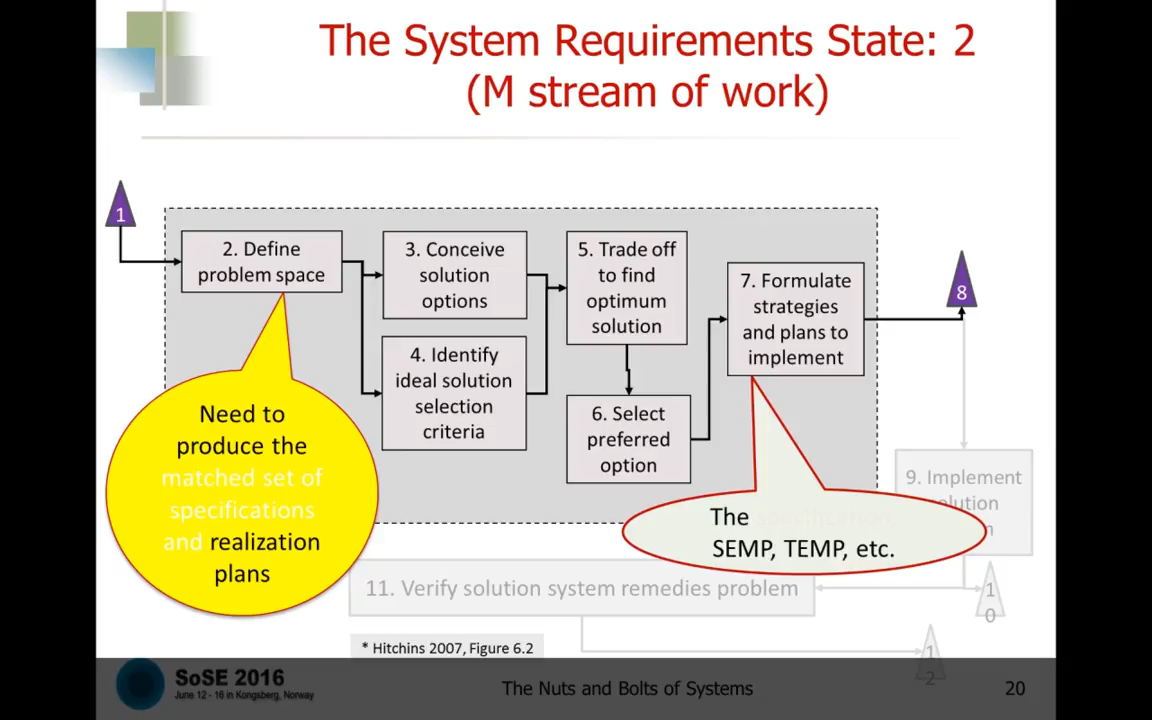 The System Requirements State: 2
(M stream of work)
1
2. Define
problem space
3. Conceive
solution
options
4. Identify
ideal solution
selection
criteria
5. Trade off
to find
optimum
solution
6. Select
preferred
option
7. Formulate
strategies
and plans to
implement
8
Need to
produce the
matched set of
specifications
and realization
plans
The specification,
SEMP, TEMP, etc.
9. Implement
solution
11. Verify solution system remedies problem
1
0
1
2
* Hitchins 2007, Figure 6.2
SoSE 2016
June 12 - 16 in Kongsberg, Norway
The Nuts and Bolts of Systems
20